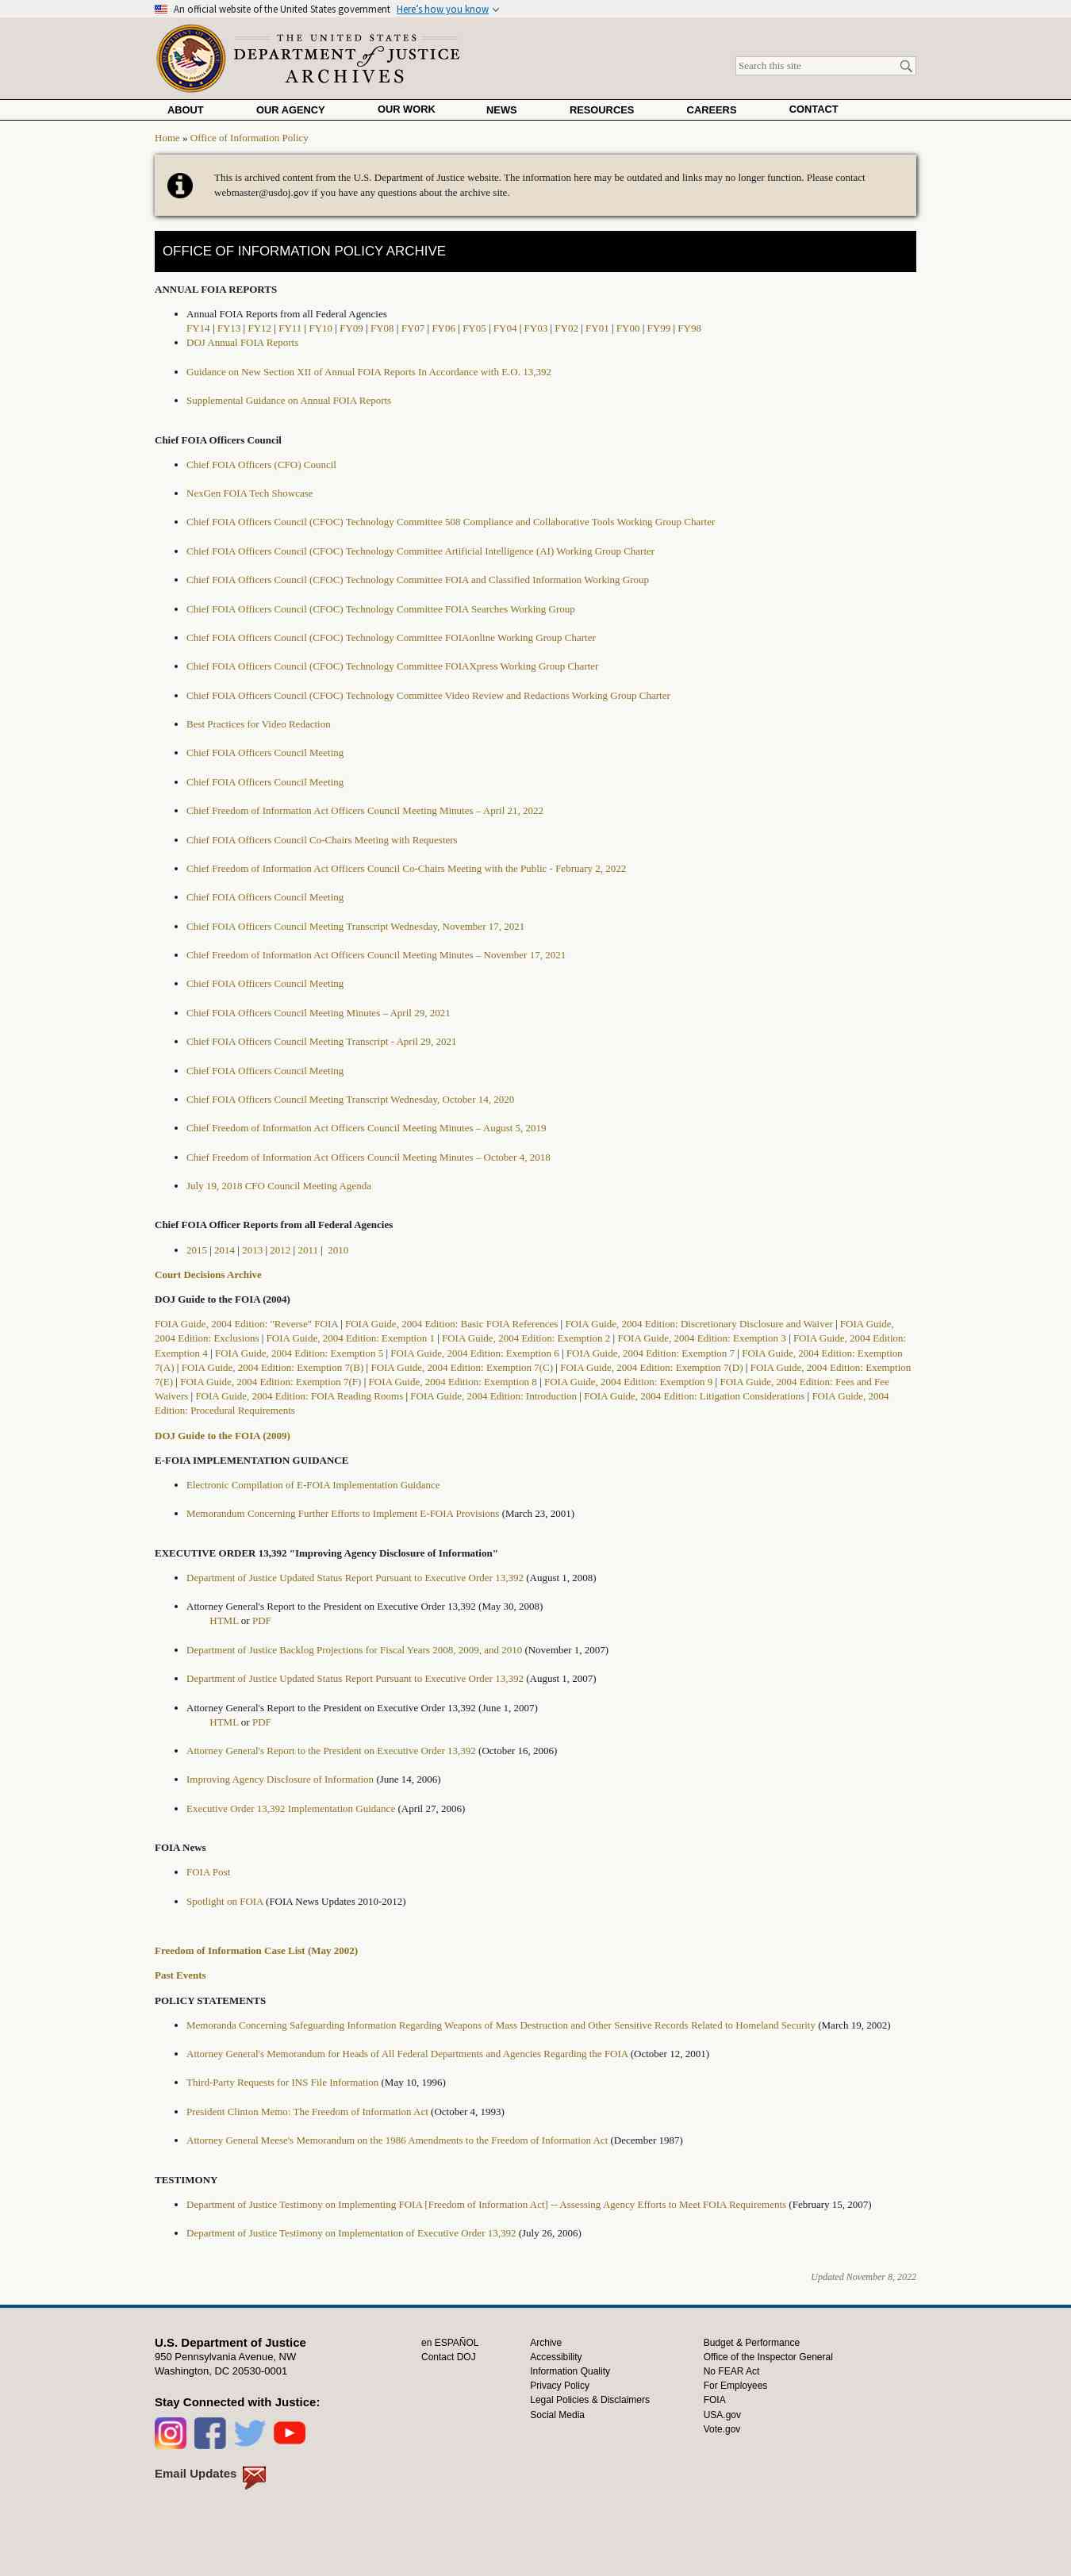 An official website of the United States government Here's how you know
THE UNITED STATES
DEPARTMENT of JUSTICE
ARCHIVES
Search this site
ABOUT OUR AGENCY OUR WORK NEWS RESOURCES CAREERS CONTACT
Home » Office of Information Policy
This is archived content from the U.S. Department of Justice website. The information here may be outdated and links may no longer function. Please contact
webmaster@usdoj.gov if you have any questions about the archive site.
OFFICE OF INFORMATION POLICY ARCHIVE
ANNUAL FOIA REPORTS
• Annual FOIA Reports from all Federal Agencies
FY14 | FY13 | FY12 | FY11 | FY10 | FY09 | FY08 | FY07 | FY06 | FY05 | FY04 | FY03 | FY02 | FY01 | FY00 | FY99 | FY98
• DOJ Annual FOIA Reports
• Guidance on New Section XII of Annual FOIA Reports In Accordance with E.O. 13,392
• Supplemental Guidance on Annual FOIA Reports
Chief FOIA Officers Council
• Chief FOIA Officers (CFO) Council
• NexGen FOIA Tech Showcase
• Chief FOIA Officers Council (CFOC) Technology Committee 508 Compliance and Collaborative Tools Working Group Charter
• Chief FOIA Officers Council (CFOC) Technology Committee Artificial Intelligence (AI) Working Group Charter
• Chief FOIA Officers Council (CFOC) Technology Committee FOIA and Classified Information Working Group
• Chief FOIA Officers Council (CFOC) Technology Committee FOIA Searches Working Group
• Chief FOIA Officers Council (CFOC) Technology Committee FOIAonline Working Group Charter
• Chief FOIA Officers Council (CFOC) Technology Committee FOIAXpress Working Group Charter
• Chief FOIA Officers Council (CFOC) Technology Committee Video Review and Redactions Working Group Charter
• Best Practices for Video Redaction
• Chief FOIA Officers Council Meeting
• Chief FOIA Officers Council Meeting
• Chief Freedom of Information Act Officers Council Meeting Minutes – April 21, 2022
• Chief FOIA Officers Council Co-Chairs Meeting with Requesters
• Chief Freedom of Information Act Officers Council Co-Chairs Meeting with the Public - February 2, 2022
• Chief FOIA Officers Council Meeting
• Chief FOIA Officers Council Meeting Transcript Wednesday, November 17, 2021
• Chief Freedom of Information Act Officers Council Meeting Minutes – November 17, 2021
• Chief FOIA Officers Council Meeting
• Chief FOIA Officers Council Meeting Minutes – April 29, 2021
• Chief FOIA Officers Council Meeting Transcript - April 29, 2021
• Chief FOIA Officers Council Meeting
• Chief FOIA Officers Council Meeting Transcript Wednesday, October 14, 2020
• Chief Freedom of Information Act Officers Council Meeting Minutes – August 5, 2019
• Chief Freedom of Information Act Officers Council Meeting Minutes – October 4, 2018
• July 19, 2018 CFO Council Meeting Agenda
Chief FOIA Officer Reports from all Federal Agencies
• 2015 | 2014 | 2013 | 2012 | 2011 | 2010
Court Decisions Archive
DOJ Guide to the FOIA (2004)
FOIA Guide, 2004 Edition: "Reverse" FOIA | FOIA Guide, 2004 Edition: Basic FOIA References | FOIA Guide, 2004 Edition: Discretionary Disclosure and Waiver | FOIA Guide,
2004 Edition: Exclusions | FOIA Guide, 2004 Edition: Exemption 1 | FOIA Guide, 2004 Edition: Exemption 2 | FOIA Guide, 2004 Edition: Exemption 3 | FOIA Guide, 2004 Edition:
Exemption 4 | FOIA Guide, 2004 Edition: Exemption 5 | FOIA Guide, 2004 Edition: Exemption 6 | FOIA Guide, 2004 Edition: Exemption 7 | FOIA Guide, 2004 Edition: Exemption
7(A) | FOIA Guide, 2004 Edition: Exemption 7(B) | FOIA Guide, 2004 Edition: Exemption 7(C) | FOIA Guide, 2004 Edition: Exemption 7(D) | FOIA Guide, 2004 Edition: Exemption
7(E) | FOIA Guide, 2004 Edition: Exemption 7(F) | FOIA Guide, 2004 Edition: Exemption 8 | FOIA Guide, 2004 Edition: Exemption 9 | FOIA Guide, 2004 Edition: Fees and Fee
Waivers | FOIA Guide, 2004 Edition: FOIA Reading Rooms | FOIA Guide, 2004 Edition: Introduction | FOIA Guide, 2004 Edition: Litigation Considerations | FOIA Guide, 2004
Edition: Procedural Requirements
DOJ Guide to the FOIA (2009)
E-FOIA IMPLEMENTATION GUIDANCE
• Electronic Compilation of E-FOIA Implementation Guidance
• Memorandum Concerning Further Efforts to Implement E-FOIA Provisions (March 23, 2001)
EXECUTIVE ORDER 13,392 "Improving Agency Disclosure of Information"
• Department of Justice Updated Status Report Pursuant to Executive Order 13,392 (August 1, 2008)
• Attorney General's Report to the President on Executive Order 13,392 (May 30, 2008)
HTML or PDF
• Department of Justice Backlog Projections for Fiscal Years 2008, 2009, and 2010 (November 1, 2007)
• Department of Justice Updated Status Report Pursuant to Executive Order 13,392 (August 1, 2007)
• Attorney General's Report to the President on Executive Order 13,392 (June 1, 2007)
HTML or PDF
• Attorney General's Report to the President on Executive Order 13,392 (October 16, 2006)
• Improving Agency Disclosure of Information (June 14, 2006)
• Executive Order 13,392 Implementation Guidance (April 27, 2006)
FOIA News
• FOIA Post
• Spotlight on FOIA (FOIA News Updates 2010-2012)
Freedom of Information Case List (May 2002)
Past Events
POLICY STATEMENTS
• Memoranda Concerning Safeguarding Information Regarding Weapons of Mass Destruction and Other Sensitive Records Related to Homeland Security (March 19, 2002)
• Attorney General's Memorandum for Heads of All Federal Departments and Agencies Regarding the FOIA (October 12, 2001)
• Third-Party Requests for INS File Information (May 10, 1996)
• President Clinton Memo: The Freedom of Information Act (October 4, 1993)
• Attorney General Meese's Memorandum on the 1986 Amendments to the Freedom of Information Act (December 1987)
TESTIMONY
• Department of Justice Testimony on Implementing FOIA [Freedom of Information Act] -- Assessing Agency Efforts to Meet FOIA Requirements (February 15, 2007)
• Department of Justice Testimony on Implementation of Executive Order 13,392 (July 26, 2006)
Updated November 8, 2022
U.S. Department of Justice
950 Pennsylvania Avenue, NW
Washington, DC 20530-0001
Stay Connected with Justice:
Email Updates
en ESPAÑOL
Contact DOJ
Archive
Accessibility
Information Quality
Privacy Policy
Legal Policies & Disclaimers
Social Media
Budget & Performance
Office of the Inspector General
No FEAR Act
For Employees
FOIA
USA.gov
Vote.gov